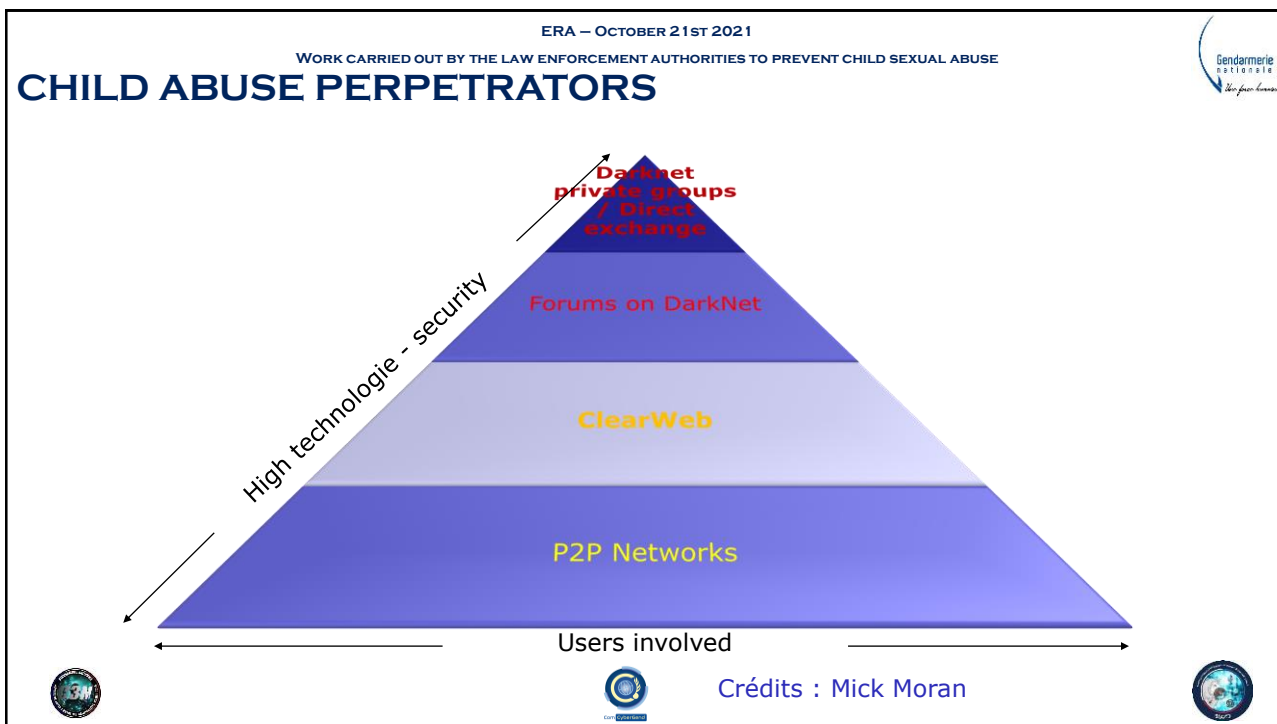 ERA – OCTOBER 21ST 2021
WORK CARRIED OUT BY THE LAW ENFORCEMENT AUTHORITIES TO PREVENT CHILD SEXUAL ABUSE
CHILD ABUSE PERPETRATORS
Gendarmerie
nationale
Darknet
private groups
/ Direct
exchange
Forums on DarkNet
High technologie - security
ClearWeb
P2P Networks
Users involved
Crédits : Mick Moran
Com CyberGend